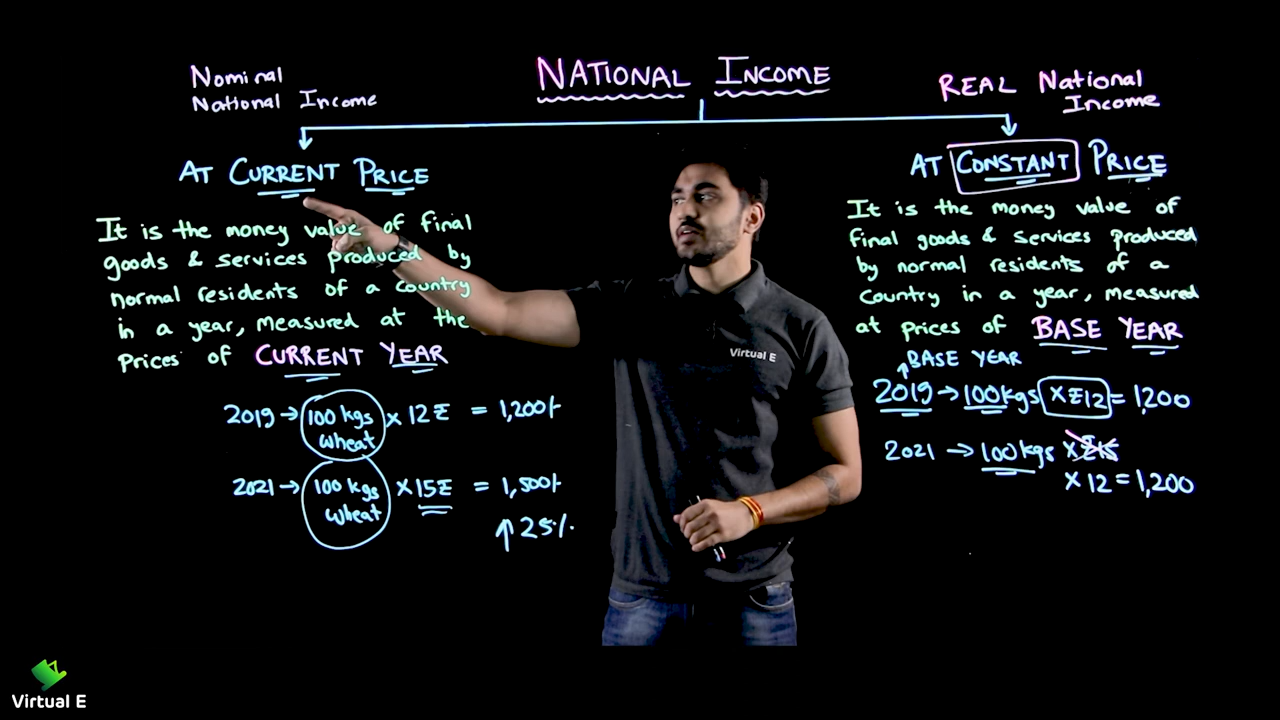 NATIONAL INCOME
Nominal
National Income
AT CURRENT PRICE
It is the money value of final
goods & services produced by
normal residents of a country
in a year, measured at the
prices of CURRENT YEAR
2019 → 100 kgs wheat × 12 = 1,200/-
2021 → 100 kgs wheat × 15 = 1,500/-
↑ 25%
REAL National
Income
AT CONSTANT PRICE
It is the money value of
final goods & services produced
by normal residents of a
country in a year, measured
at prices of BASE YEAR
BASE YEAR
2019 → 100 kgs × 12 = 1,200
2021 → 100 kgs ×
× 12 = 1,200
Virtual E
Virtual E